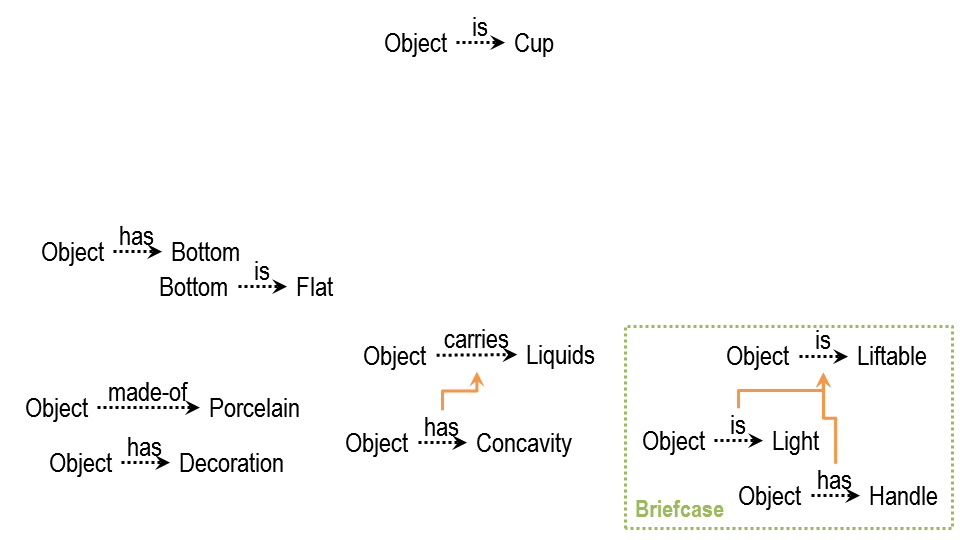 Object is Cup
Object has Bottom
Bottom is Flat
Object carries Liquids
Object is Liftable
Object made-of Porcelain
Object has Concavity
Object is Light
Object has Decoration
Object has Handle
Briefcase